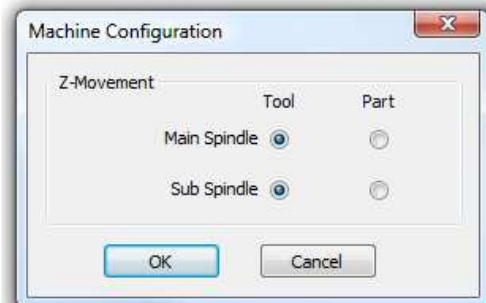 Machine Configuration
Z-Movement
Tool Part
Main Spindle
Sub Spindle
OK Cancel